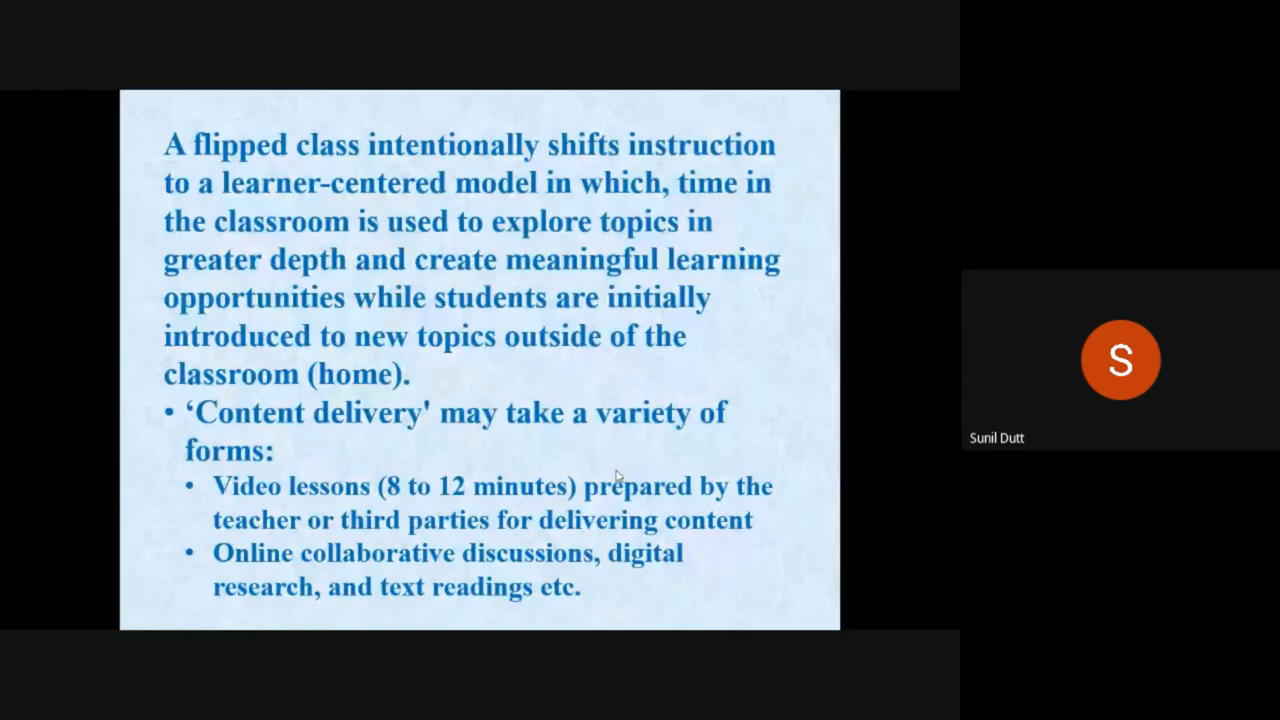 A flipped class intentionally shifts instruction
to a learner-centered model in which, time in
the classroom is used to explore topics in
greater depth and create meaningful learning
opportunities while students are initially
introduced to new topics outside of the
classroom (home).
• ‘Content delivery' may take a variety of
forms:
• Video lessons (8 to 12 minutes) prepared by the
teacher or third parties for delivering content
• Online collaborative discussions, digital
research, and text readings etc.
S
Sunil Dutt